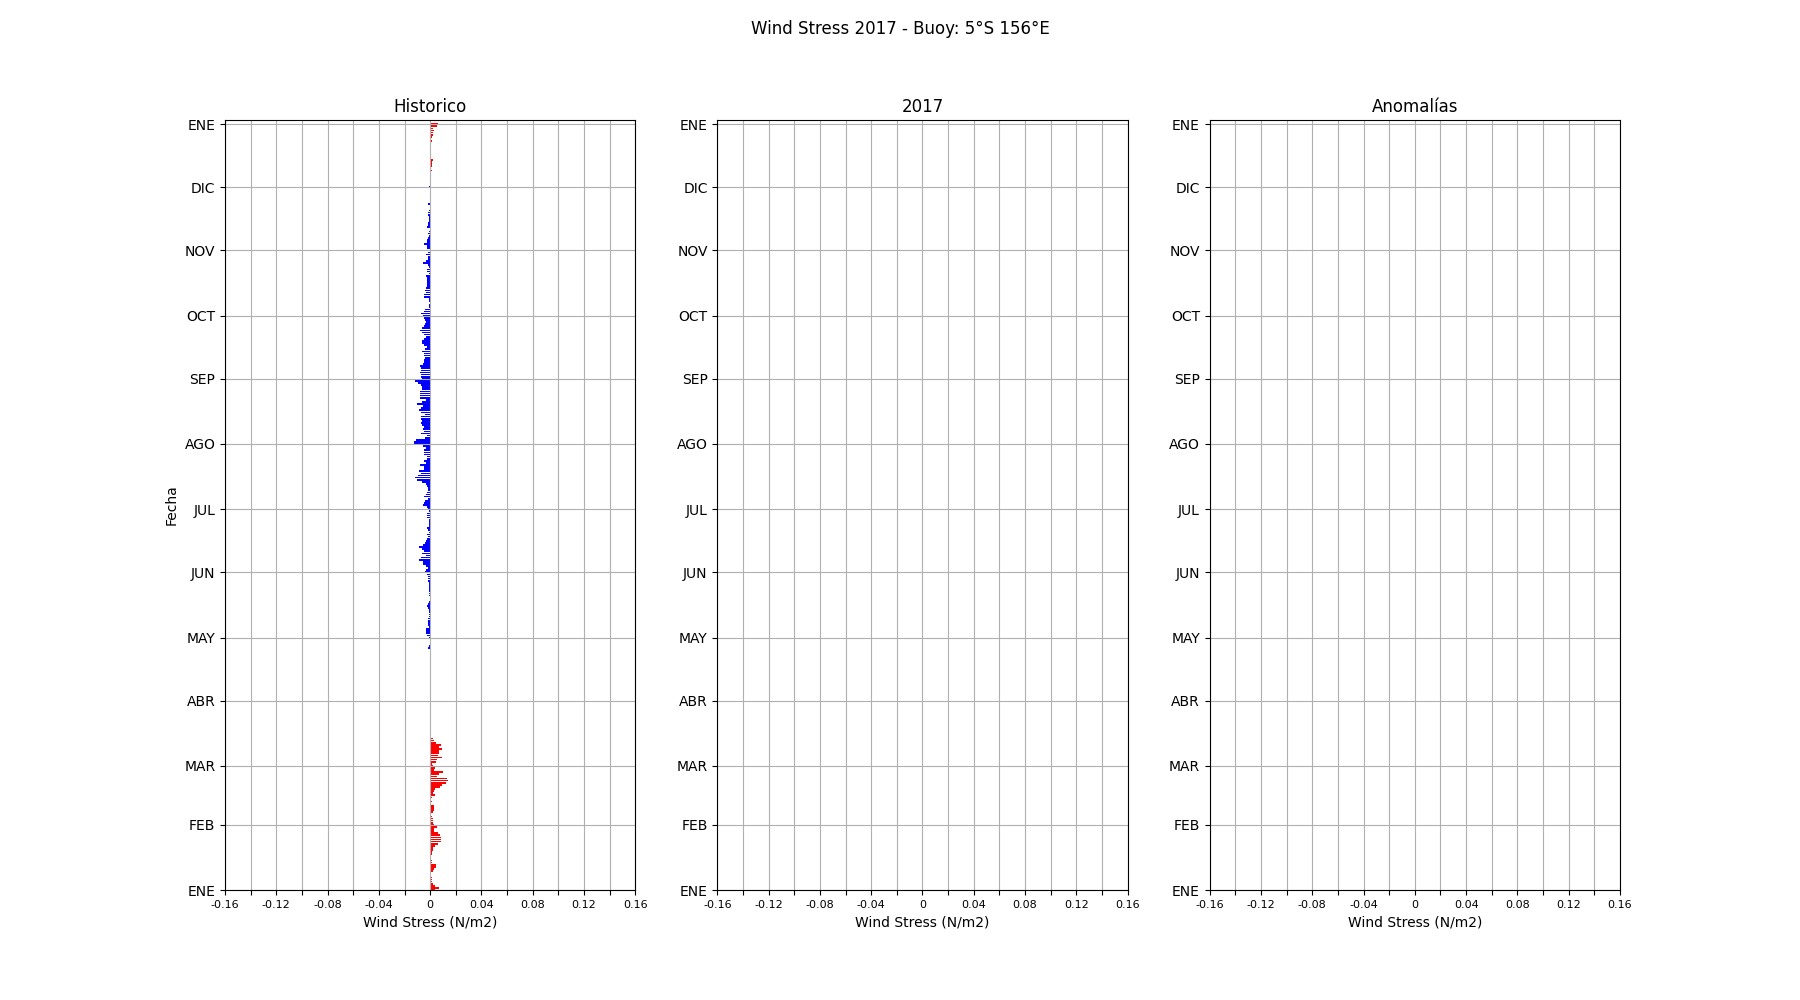 Wind Stress 2017 - Buoy: 5°S 156°E
Historico
ENE
DIC
NOV
OCT
SEP
AGO
JUL
JUN
MAY
ABR
MAR
FEB
ENE
Fecha
-0.16 -0.12 -0.08 -0.04 0 0.04 0.08 0.12 0.16
Wind Stress (N/m2)
2017
ENE
DIC
NOV
OCT
SEP
AGO
JUL
JUN
MAY
ABR
MAR
FEB
ENE
-0.16 -0.12 -0.08 -0.04 0 0.04 0.08 0.12 0.16
Wind Stress (N/m2)
Anomalías
ENE
DIC
NOV
OCT
SEP
AGO
JUL
JUN
MAY
ABR
MAR
FEB
ENE
-0.16 -0.12 -0.08 -0.04 0 0.04 0.08 0.12 0.16
Wind Stress (N/m2)